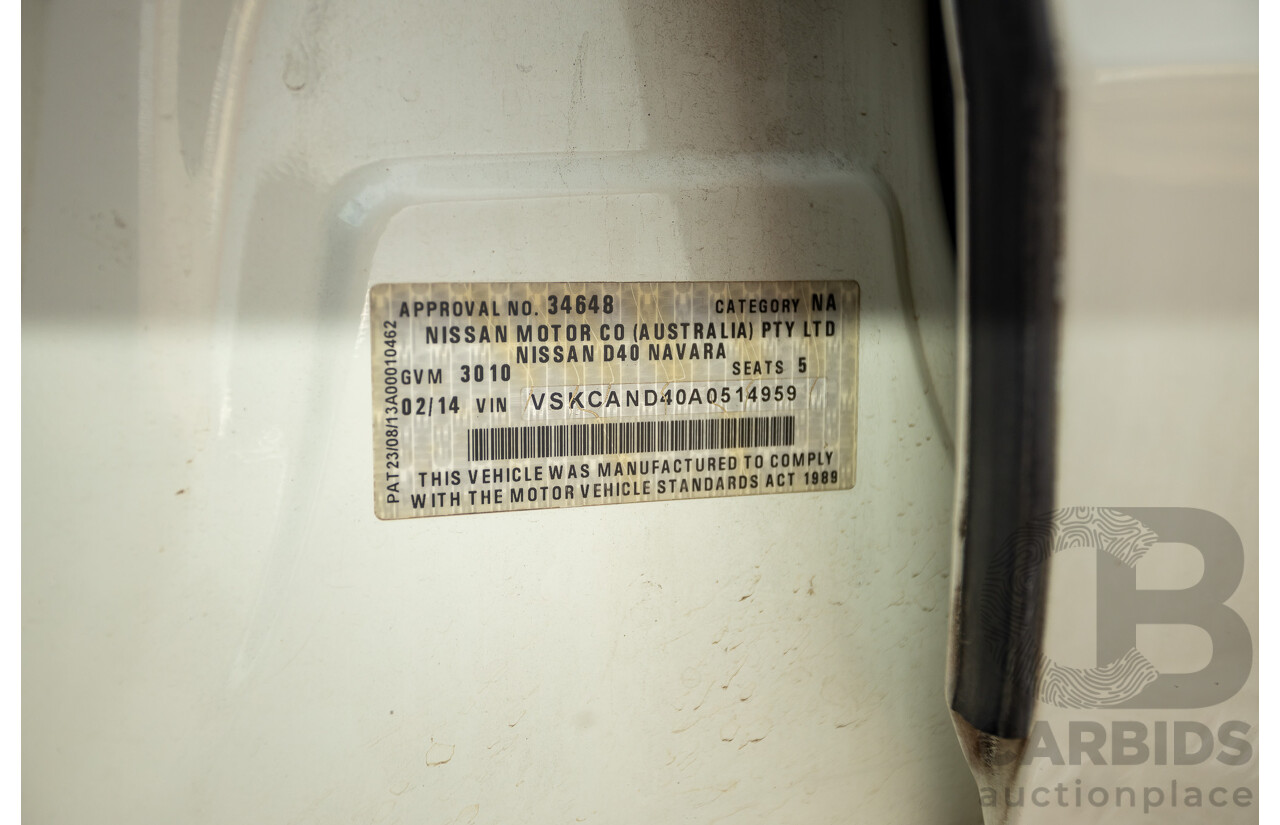 APPROVAL NO. 34648 CATEGORY NA
NISSAN MOTOR CO (AUSTRALIA) PTY LTD
NISSAN D40 NAVARA
GVM 3010 SEATS 5
02/14 VIN VSKCAND40A0514959
THIS VEHICLE WAS MANUFACTURED TO COMPLY
WITH THE MOTOR VEHICLE STANDARDS ACT 1989
PAT23/08/13A00010462
CB
CARBIDS
auctionplace